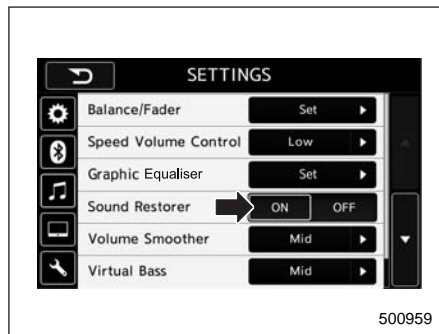 SETTINGS
Balance/Fader Set
Speed Volume Control Low
Graphic Equaliser Set
Sound Restorer ON OFF
Volume Smoother Mid
Virtual Bass Mid
500959